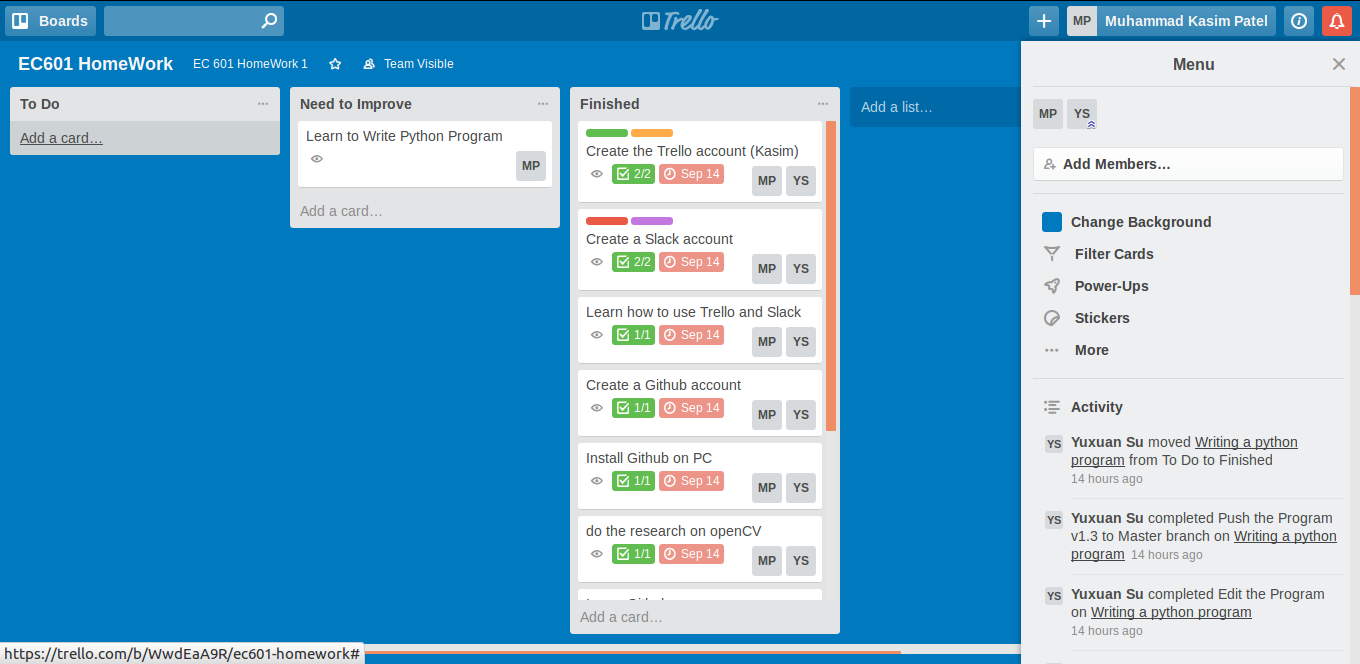 Boards
Trello
MP Muhammad Kasim Patel
EC601 HomeWork
EC 601 HomeWork 1
Team Visible
To Do
Add a card…
Need to Improve
Learn to Write Python Program
MP
Add a card…
Finished
Create the Trello account (Kasim)
2/2 Sep 14 MP YS
Create a Slack account
2/2 Sep 14 MP YS
Learn how to use Trello and Slack
1/1 Sep 14 MP YS
Create a Github account
1/1 Sep 14 MP YS
Install Github on PC
1/1 Sep 14 MP YS
do the research on openCV
1/1 Sep 14 MP YS
Add a card…
Add a list…
Menu
MP YS
Add Members…
Change Background
Filter Cards
Power-Ups
Stickers
More
Activity
YS Yuxuan Su moved Writing a python
program from To Do to Finished
14 hours ago
YS Yuxuan Su completed Push the Program
v1.3 to Master branch on Writing a python
program 14 hours ago
YS Yuxuan Su completed Edit the Program
on Writing a python program
14 hours ago
https://trello.com/b/WwdEaA9R/ec601-homework#